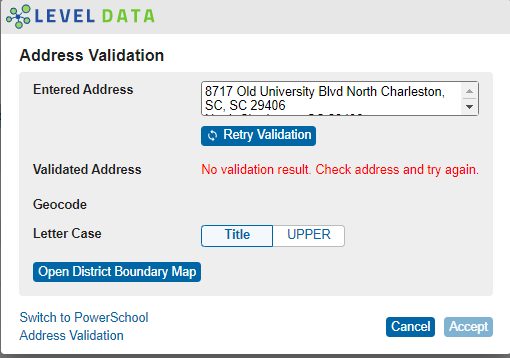 LEVEL DATA
Address Validation
Entered Address
8717 Old University Blvd North Charleston,
SC, SC 29406
Retry Validation
Validated Address
No validation result. Check address and try again.
Geocode
Letter Case
Title
UPPER
Open District Boundary Map
Switch to PowerSchool
Address Validation
Cancel
Accept